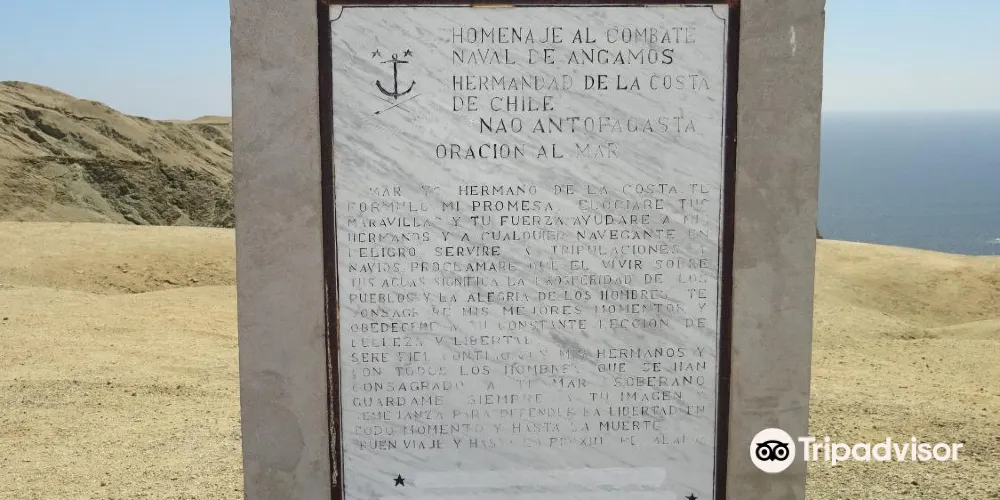 HOMENAJE AL COMBATE
NAVAL DE ANGAMOS
HERMANDAD DE LA COSTA
DE CHILE
NAO ANTOFAGASTA
ORACION AL MAR
MAR YO HERMANO DE LA COSTA TE
FORMULO MI PROMESA ELOGIARE TUS
MARAVILLAS Y TU FUERZA AYUDARE A MIS
HERMANOS Y A CUALQUIER NAVEGANTE EN
PELIGRO SERVIRE A TRIPULACIONES Y
NAVIOS PROCLAMARE QUE EL VIVIR SOBRE
TUS AGUAS SIGNIFICA LA PROSPERIDAD DE LOS
PUEBLOS Y LA ALEGRIA DE LOS HOMBRES TE
CONSAGRARE MIS MEJORES MOMENTOS Y
OBEDECERE A TU CONSTANTE LECCION DE
BELLEZA Y LIBERTAD
SERE FIEL CONTIGO CON MIS HERMANOS Y
CON TODOS LOS HOMBRES QUE SE HAN
CONSAGRADO A TI MAR SOBERANO
GUARDAME SIEMPRE A TU IMAGEN Y
SEMEJANZA PARA DEFENDER LA LIBERTAD EN
TODO MOMENTO Y HASTA LA MUERTE
BUEN VIAJE Y HASTA EL PROXIMO
Tripadvisor